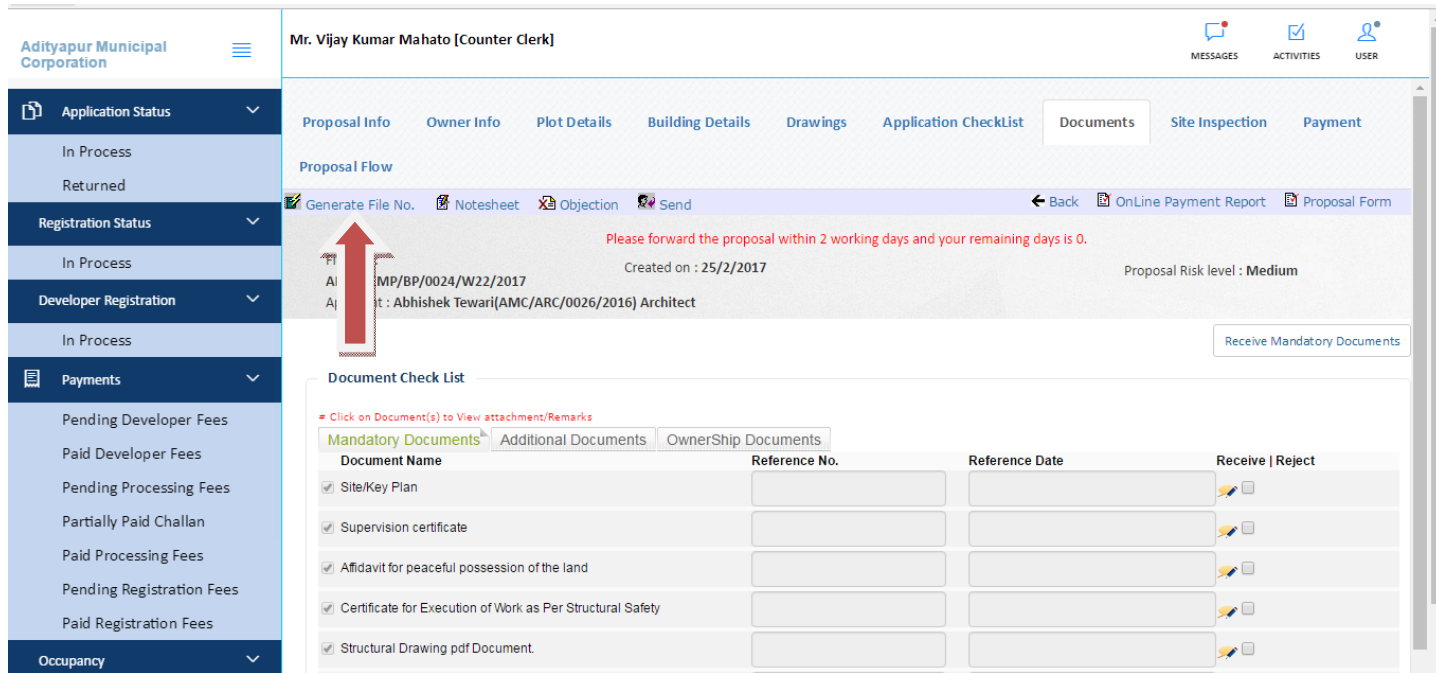 Adityapur Municipal
Corporation
Mr. Vijay Kumar Mahato [Counter Clerk]
MESSAGES
ACTIVITIES
USER
Application Status
In Process
Returned
Registration Status
In Process
Developer Registration
In Process
Payments
Pending Developer Fees
Paid Developer Fees
Pending Processing Fees
Partially Paid Challan
Paid Processing Fees
Pending Registration Fees
Paid Registration Fees
Occupancy
Proposal Info Owner Info Plot Details Building Details Drawings Application CheckList Documents Site Inspection Payment
Proposal Flow
Generate File No. Notesheet Objection Send Back OnLine Payment Report Proposal Form
Please forward the proposal within 2 working days and your remaining days is 0.
Created on : 25/2/2017
Proposal Risk level : Medium
MP/BP/0024/W22/2017
: Abhishek Tewari(AMC/ARC/0026/2016) Architect
Receive Mandatory Documents
Document Check List
# Click on Document(s) to View attachment/Remarks
Mandatory Documents Additional Documents OwnerShip Documents
Document Name Reference No. Reference Date Receive | Reject
Site/Key Plan
Supervision certificate
Affidavit for peaceful possession of the land
Certificate for Execution of Work as Per Structural Safety
Structural Drawing pdf Document.